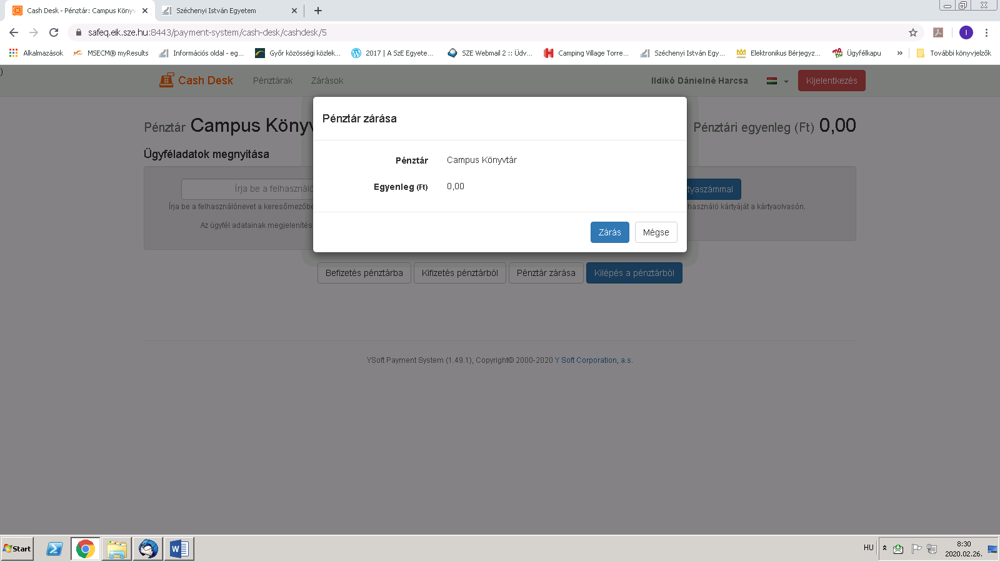 Cash Desk - Pénztár: Campus Könyv
Széchenyi István Egyetem
safeq.eik.sze.hu:8443/payment-system/cash-desk/cashdesk/5
I
Alkalmazások
MSECM® myResults
Információs oldal - eg...
Győr közösségi közlek...
2017 | A SzE Egyete...
SZE Webmail 2 :: Üdv...
Camping Village Torre...
Széchenyi István Egy...
Elektronikus Bérjegyz...
Ügyfélkapu
»
További könyvjelzők
)
Cash Desk
Pénztárak
Zárások
Ildikó Dánielné Harcsa
Kijelentkezés
Pénztár Campus Könyv
Pénztári egyenleg (Ft) 0,00
Ügyféladatok megnyitása
Írja be a felhasználó
tyaszámmal
Írja be a felhasználónevet a keresőmezőbe
használó kártyáját a kártyaolvasón.
Az ügyfél adatainak megjelenítés
Pénztár zárása
Pénztár Campus Könyvtár
Egyenleg (Ft) 0,00
Zárás
Mégse
Befizetés pénztárba
Kifizetés pénztárból
Pénztár zárása
Kilépés a pénztárból
YSoft Payment System (1.49.1), Copyright© 2000-2020 Y Soft Corporation, a.s.
Start
HU
8:30
2020.02.26.